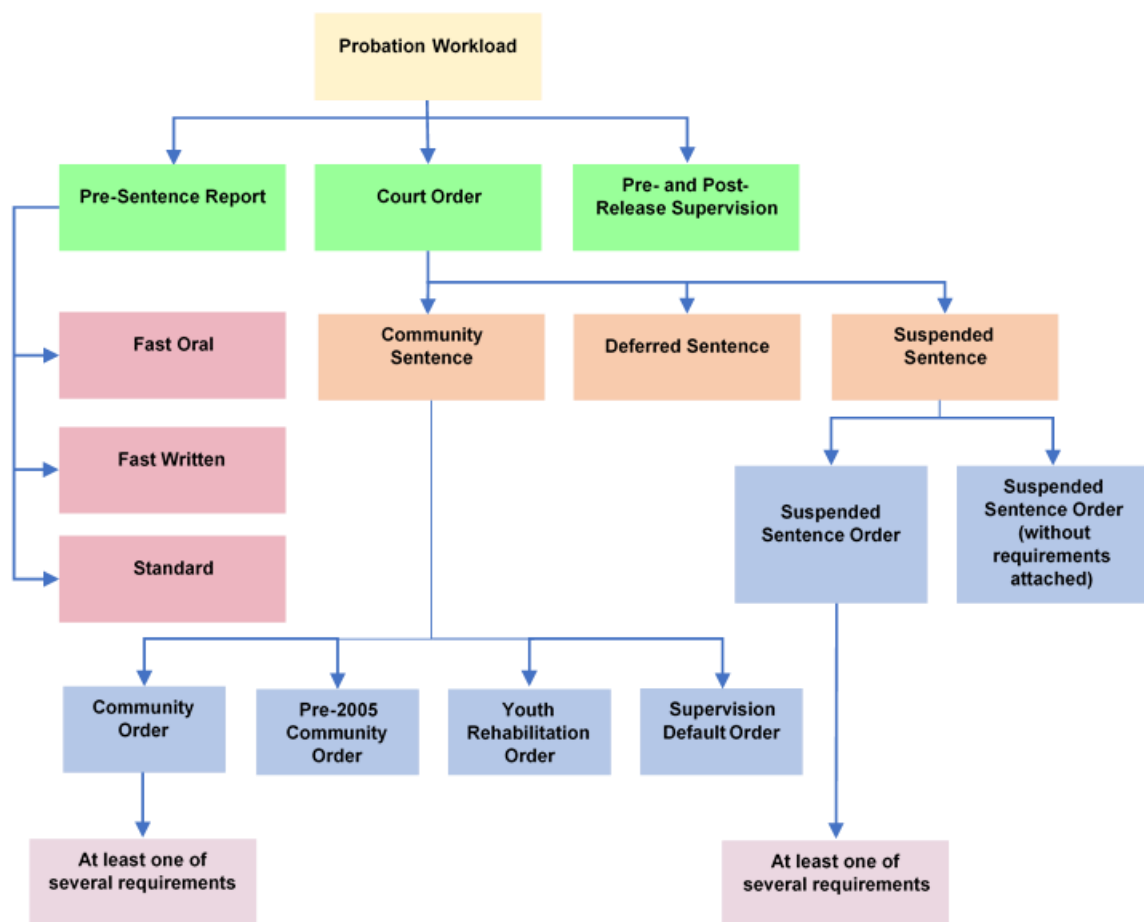 Probation Workload
Pre-Sentence Report
Court Order
Pre- and Post-
Release Supervision
Fast Oral
Fast Written
Standard
Community
Sentence
Deferred Sentence
Suspended
Sentence
Suspended
Sentence Order
Suspended
Sentence Order
(without
requirements
attached)
Community
Order
Pre-2005
Community
Order
Youth
Rehabilitation
Order
Supervision
Default Order
At least one of
several requirements
At least one of
several requirements